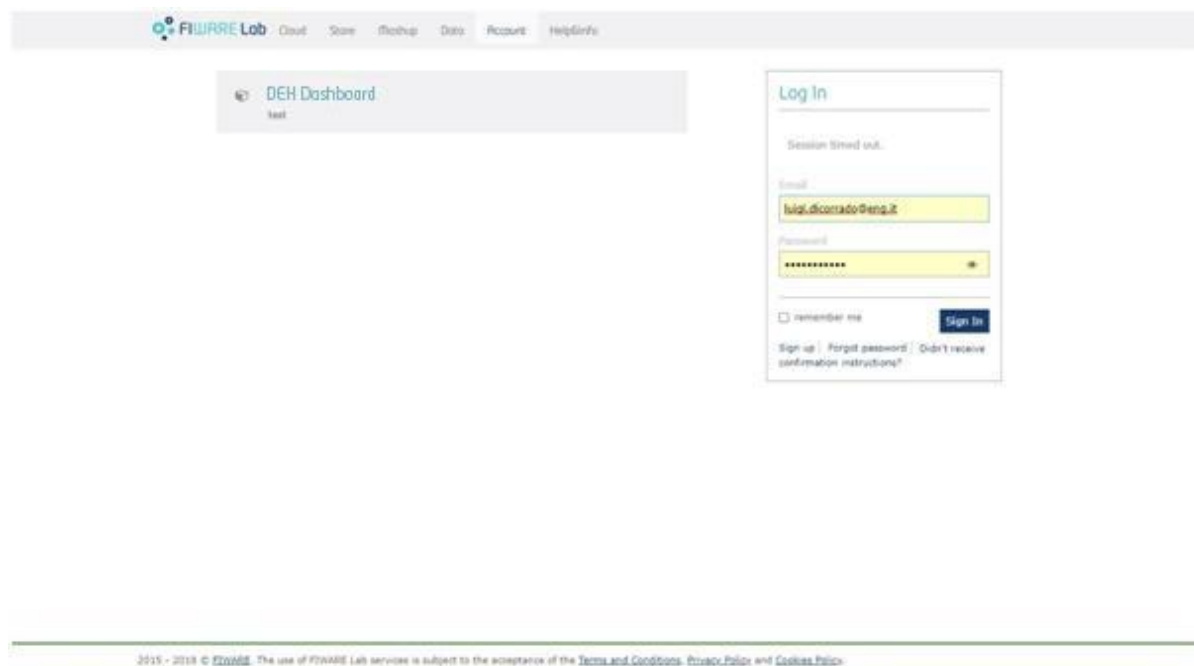 FIWARE Lab Cloud Store Mashup Data Account Help&info
DEH Dashboard
test
Log In
Session timed out.
Email
luigi.dicorrado@eng.it
Password
•••••••••••
remember me
Sign In
Sign up Forgot password Didn't receive
confirmation instructions?
2015 - 2018 © FIWARE. The use of FIWARE Lab services is subject to the acceptance of the Terms and Conditions, Privacy Policy and Cookies Policy.